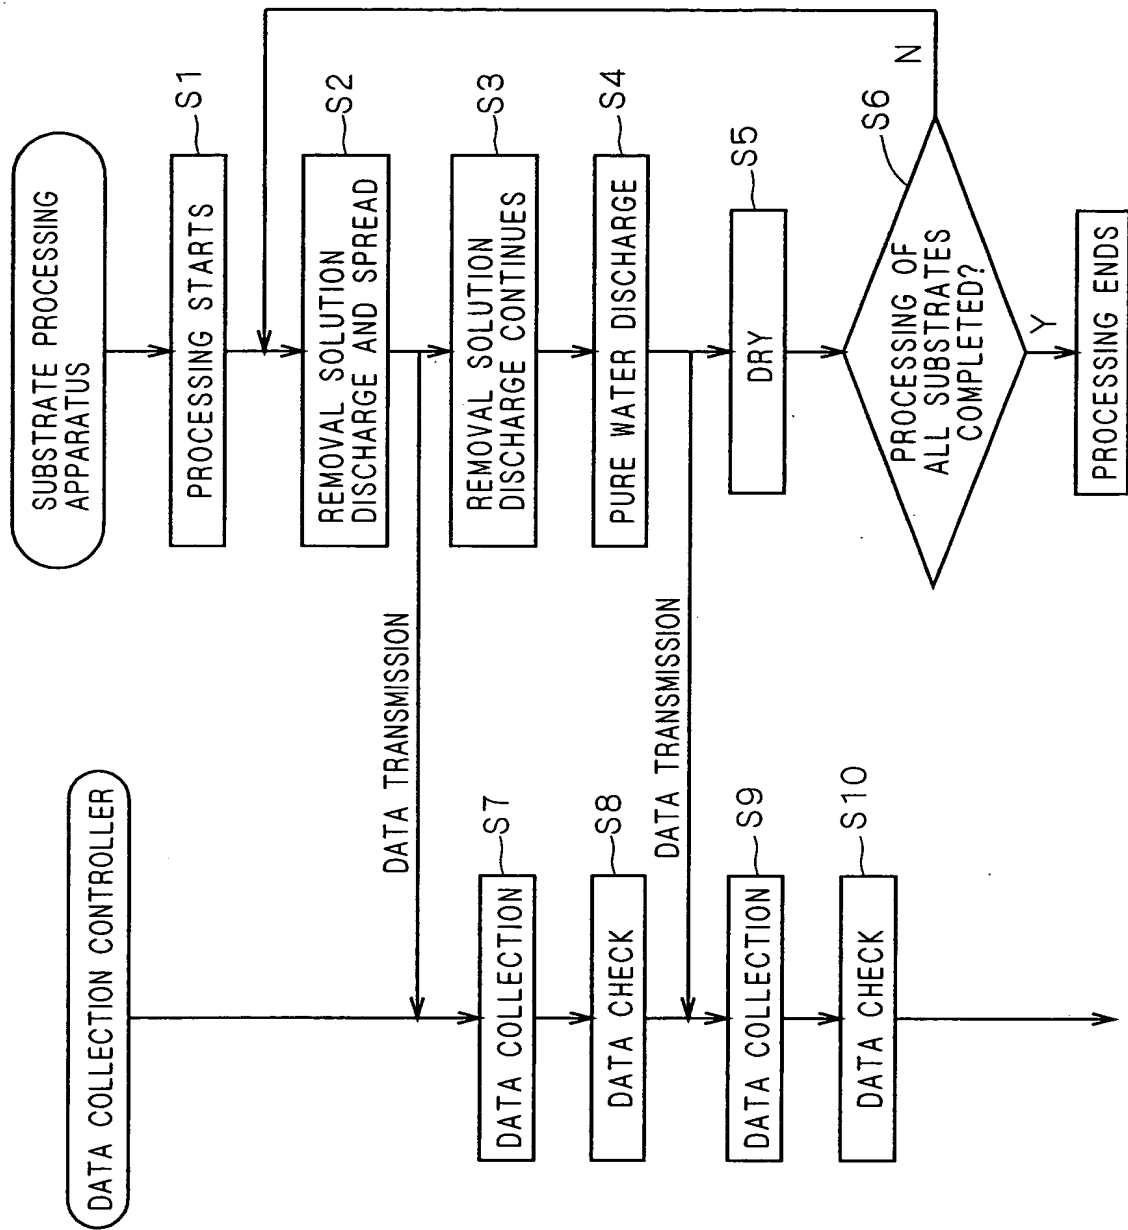 SUBSTRATE PROCESSING
APPARATUS
PROCESSING STARTS
S1
REMOVAL SOLUTION
DISCHARGE AND SPREAD
S2
DATA TRANSMISSION
REMOVAL SOLUTION
DISCHARGE CONTINUES
S3
PURE WATER DISCHARGE
S4
DATA TRANSMISSION
DRY
S5
PROCESSING OF
ALL SUBSTRATES
COMPLETED?
S6
N
Y
PROCESSING ENDS
DATA COLLECTION CONTROLLER
DATA COLLECTION
S7
DATA CHECK
S8
DATA COLLECTION
S9
DATA CHECK
S10